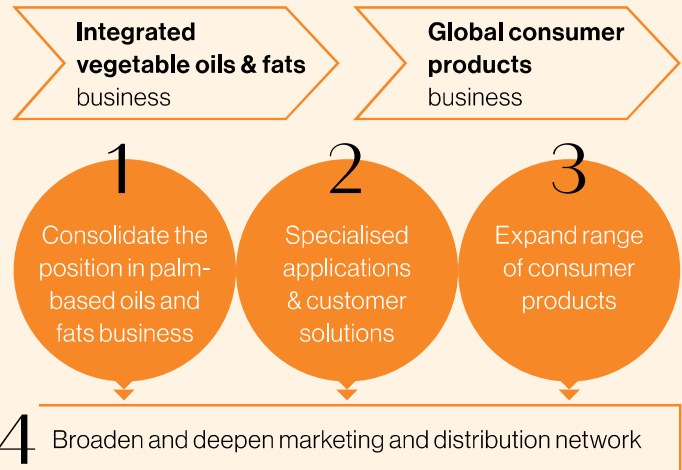 Integrated
vegetable oils & fats
business
Global consumer
products
business
1
Consolidate the
position in palm-
based oils and
fats business
2
Specialised
applications
& customer
solutions
3
Expand range
of consumer
products
4 Broaden and deepen marketing and distribution network